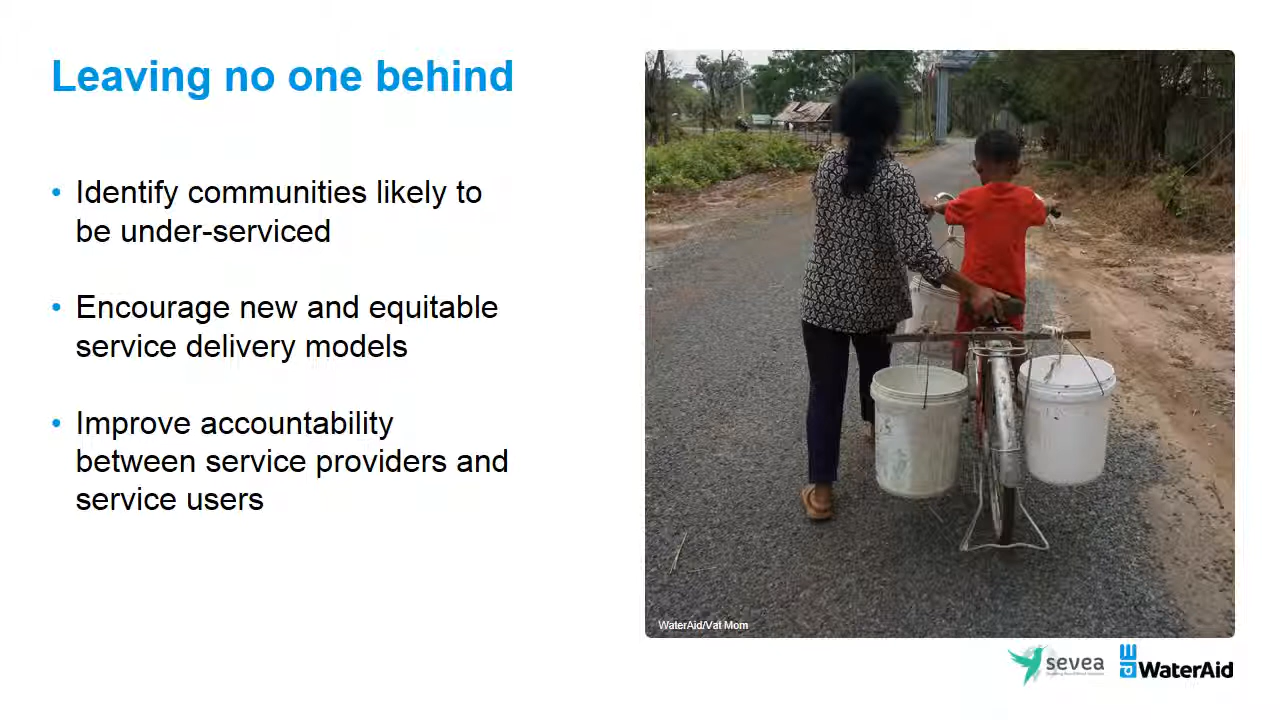 Leaving no one behind
• Identify communities likely to
be under-serviced
• Encourage new and equitable
service delivery models
• Improve accountability
between service providers and
service users
WaterAid/Vat Mom
sevea
WaterAid